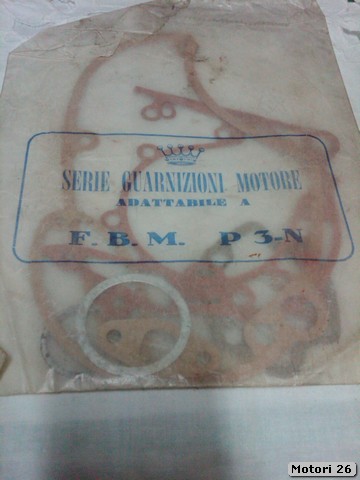 SERIE GUARNIZIONI MOTORE
ADATTABILE A
F. B. M. P 3-N
Motori 26